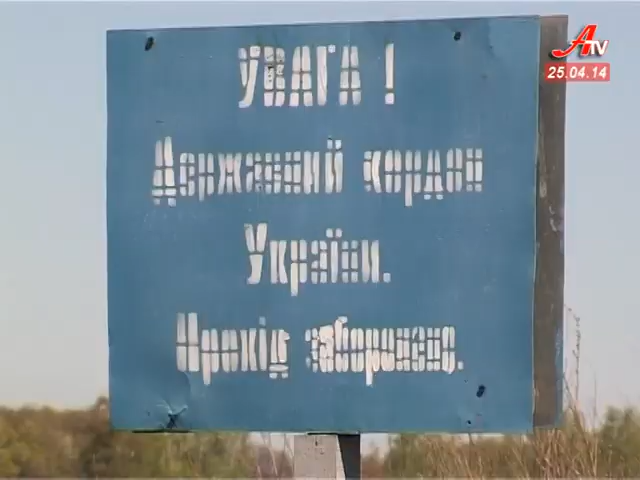 УВАГА !
Державний кордон
України.
Прохід заборонено.
ATV
25.04.14